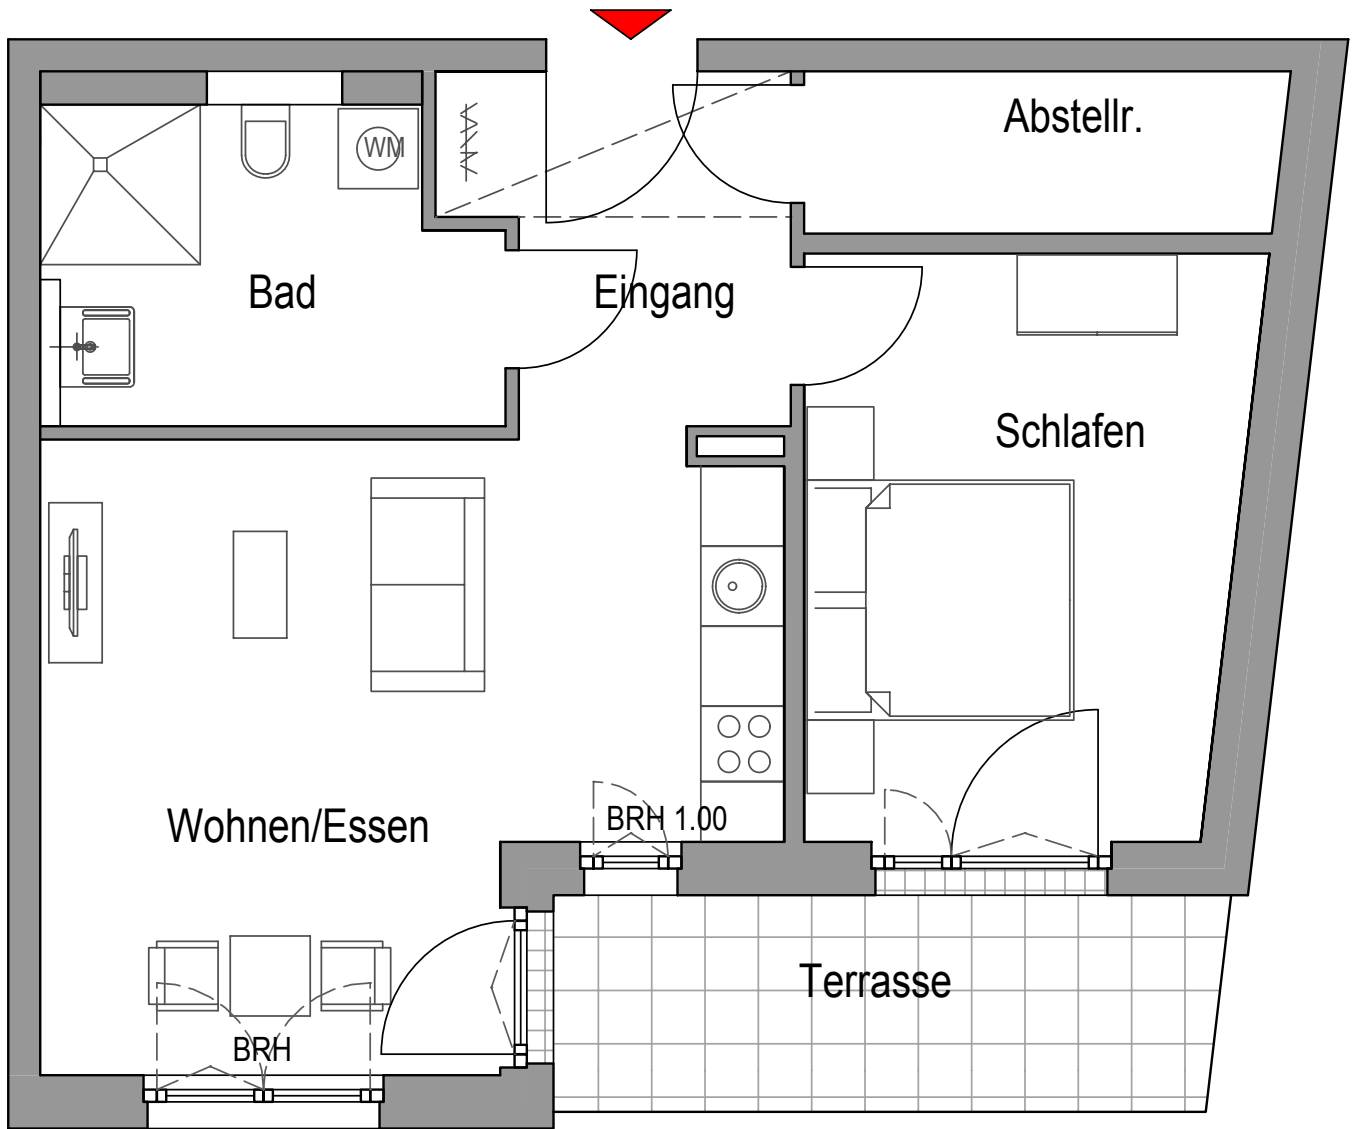 Abstellr.
WM
Bad
Eingang
Schlafen
Wohnen/Essen
BRH 1.00
Terrasse
BRH